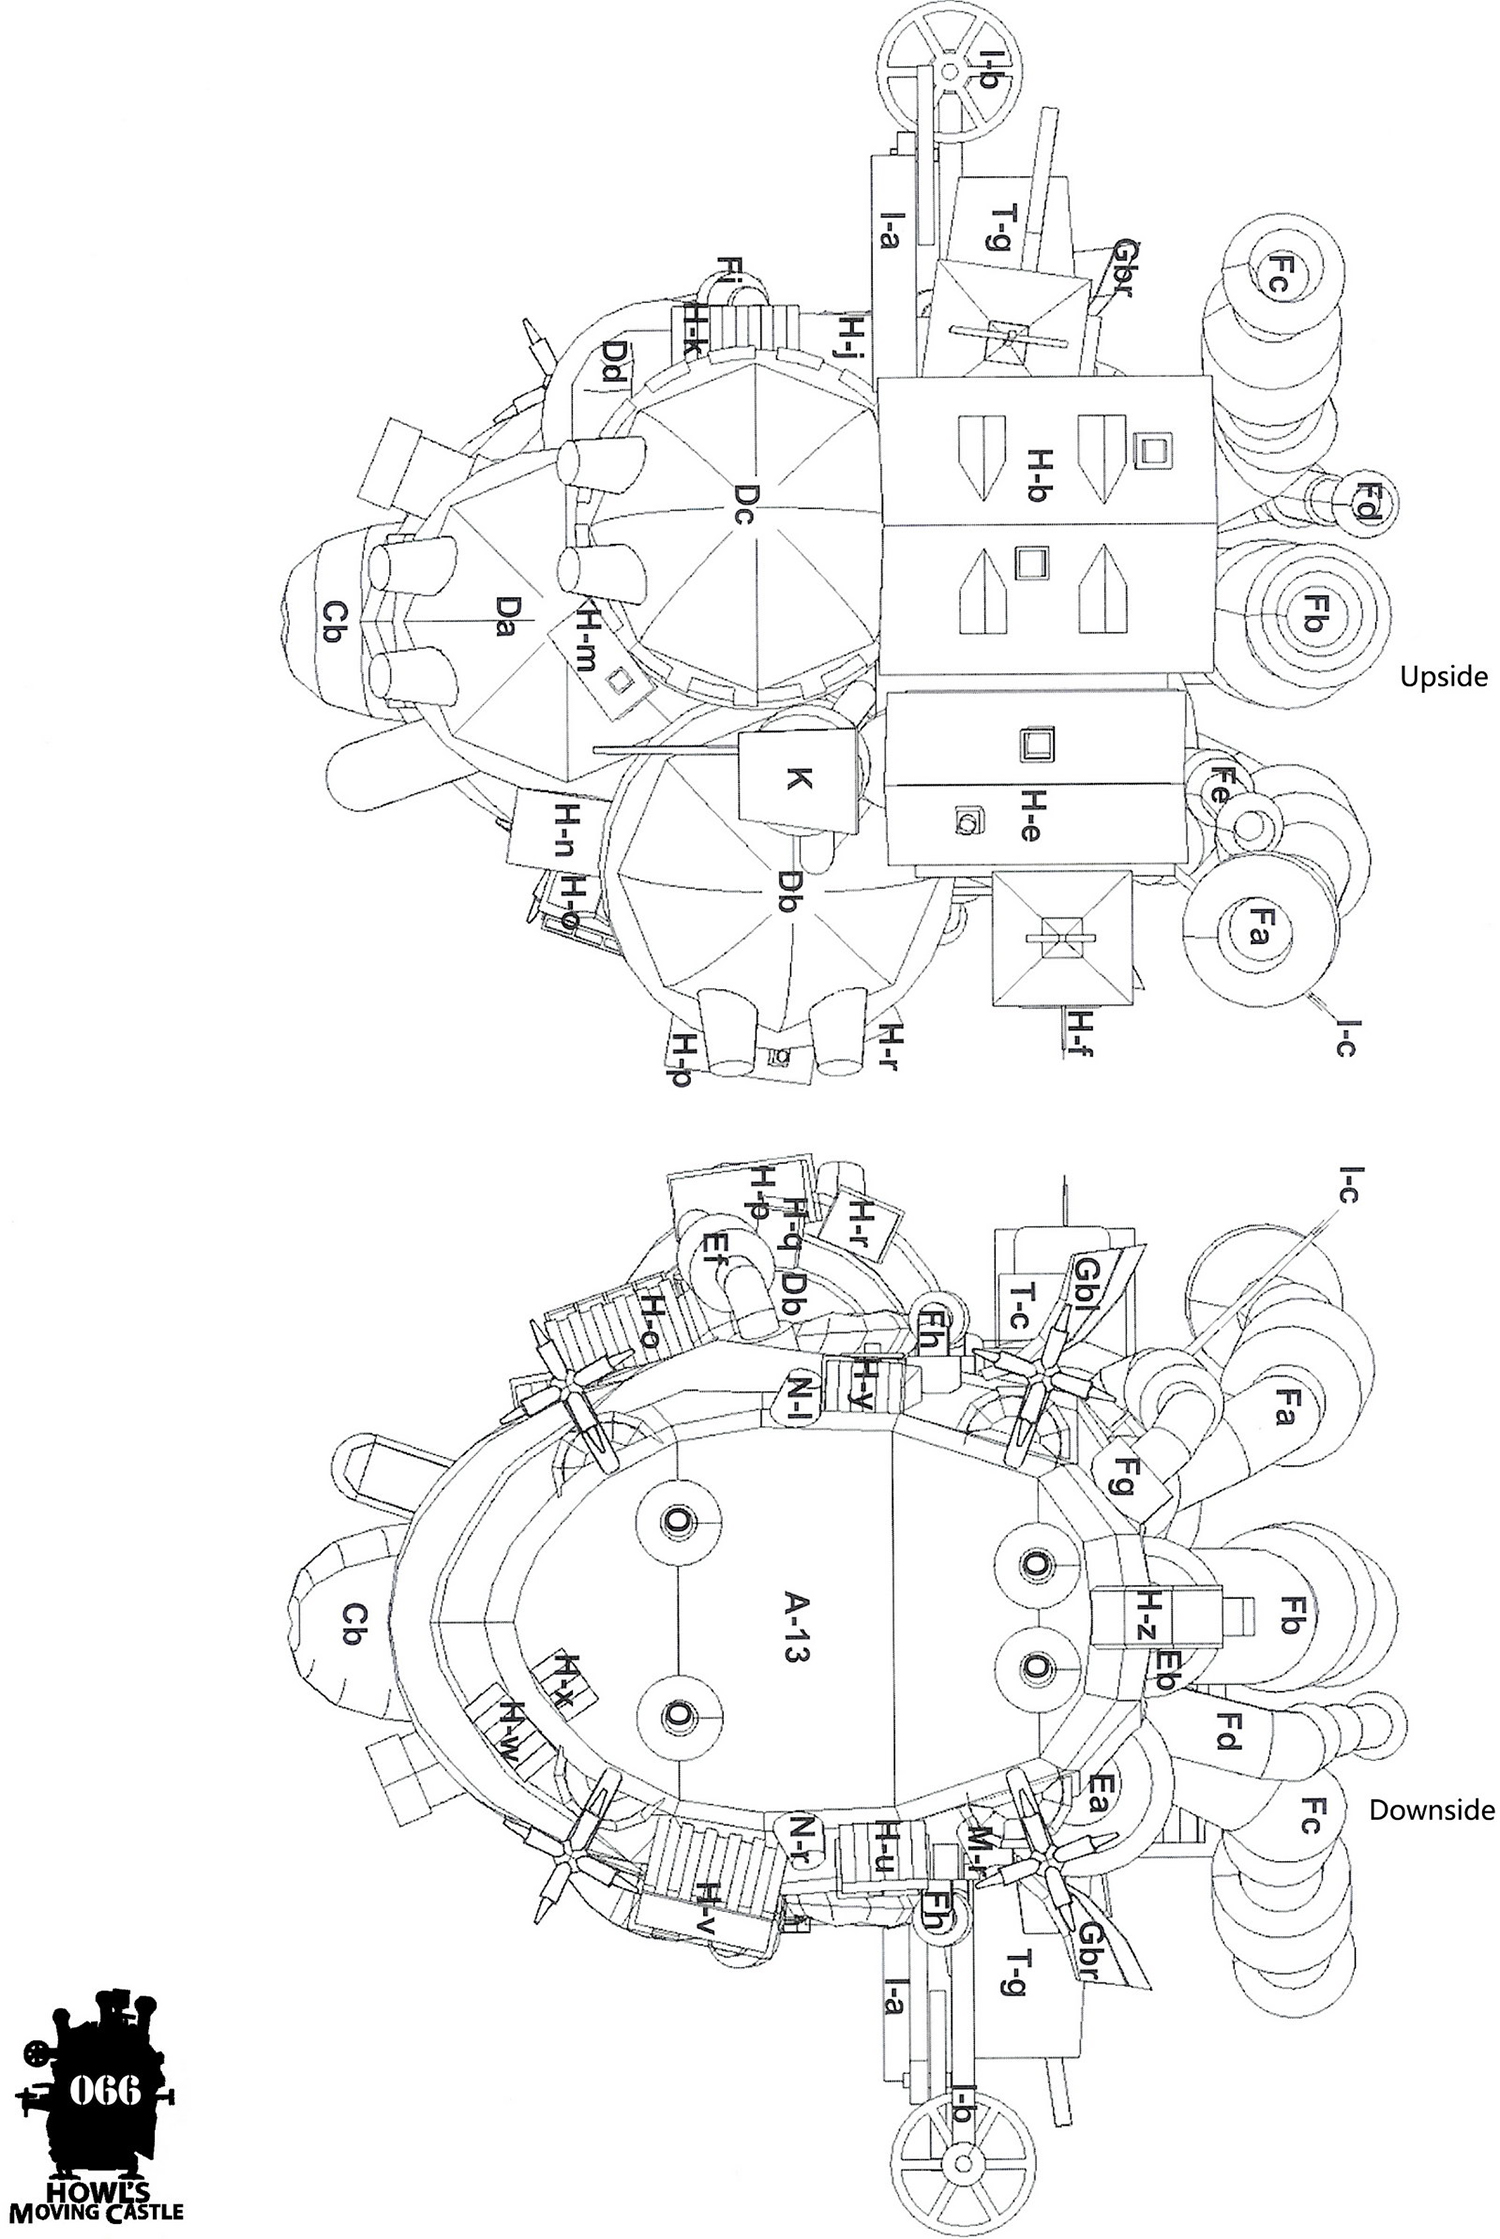 I-b
I-a
T-g
Gbr
Fc
Fi
H-k
H-j
Dd
Dc
H-b
Fd
Cb
Da
H-m
Fb
Upside
K
H-e
Fe
H-n
H-o
Db
Fa
H-p
H-r
H-f
I-c
I-c
H-p
H-q
H-r
Ef
Db
H-o
Fh
T-c
Gbl
N-l
H-y
Fa
Fg
O
O
Cb
A-13
H-z
Fb
O
O
Eb
H-x
H-w
Fd
Ea
Fc
Downside
N-r
H-u
M-r
H-v
Fh
Gbr
I-a
T-g
I-b
066
HOWL'S
MOVING CASTLE